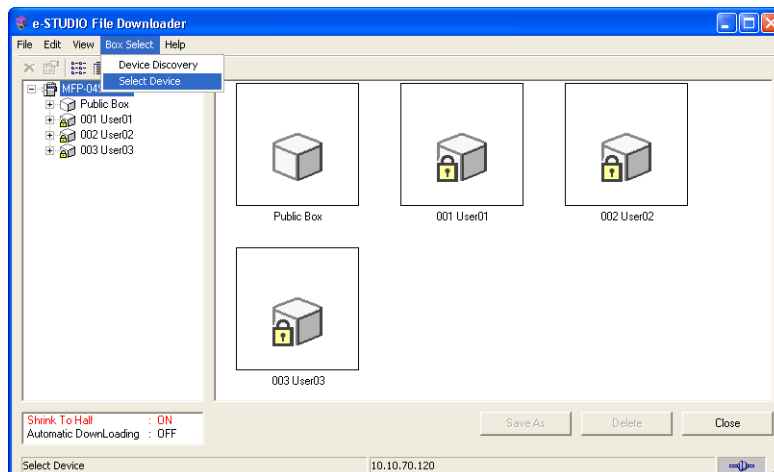 e-STUDIO File Downloader
File Edit View Box Select Help
Device Discovery
Select Device
Public Box
001 User01
002 User02
003 User03
Public Box
001 User01
002 User02
003 User03
Shrink To Half : ON
Automatic DownLoading : OFF
Save As
Delete
Close
Select Device
10.10.70.120